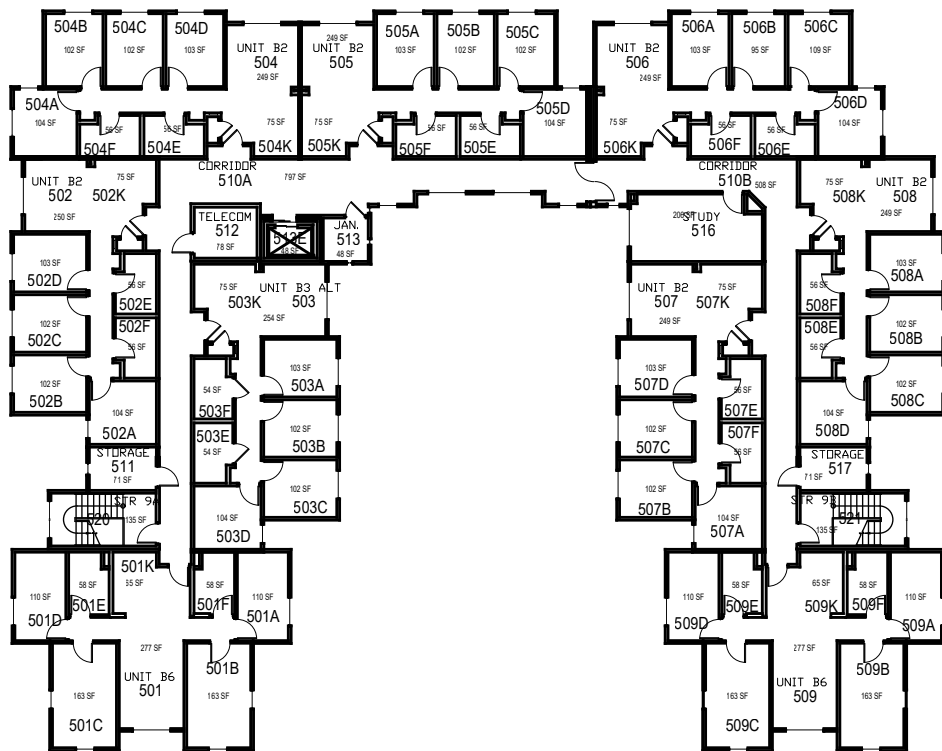 504B
504C
504D
102 SF
102 SF
103 SF
UNIT B2
504
249 SF
249 SF
UNIT B2
505
505A
505B
505C
103 SF
102 SF
102 SF
UNIT B2
506
249 SF
506A
506B
506C
103 SF
95 SF
109 SF
504A
104 SF
56 SF
56 SF
504F
504E
75 SF
504K
75 SF
505K
56 SF
56 SF
505F
505E
505D
104 SF
75 SF
506K
56 SF
56 SF
506F
506E
506D
104 SF
CORRIDOR
510A
797 SF
CORRIDOR
510B
508 SF
UNIT B2
502
502K
75 SF
250 SF
75 SF
508K
UNIT B2
508
249 SF
TELECOM
512
78 SF
513E
48 SF
JAN.
513
48 SF
206 SF
STUDY
516
103 SF
502D
56 SF
502E
75 SF
503K
UNIT B3 ALT
503
254 SF
UNIT B2
507
507K
75 SF
249 SF
56 SF
508F
103 SF
508A
102 SF
502C
502F
56 SF
508E
56 SF
102 SF
508B
102 SF
502B
104 SF
502A
54 SF
503F
103 SF
503A
103 SF
507D
56 SF
507E
104 SF
508D
102 SF
508C
503E
54 SF
102 SF
503B
102 SF
507C
507F
56 SF
STORAGE
511
71 SF
102 SF
503C
102 SF
507B
STORAGE
517
71 SF
STR 9A
520
135 SF
104 SF
503D
104 SF
507A
STR 9B
521
135 SF
501K
65 SF
110 SF
501D
58 SF
501E
58 SF
501F
110 SF
501A
110 SF
509D
58 SF
509E
65 SF
509K
58 SF
509F
110 SF
509A
277 SF
UNIT B6
501
163 SF
501C
501B
163 SF
277 SF
UNIT B6
509
163 SF
509C
509B
163 SF